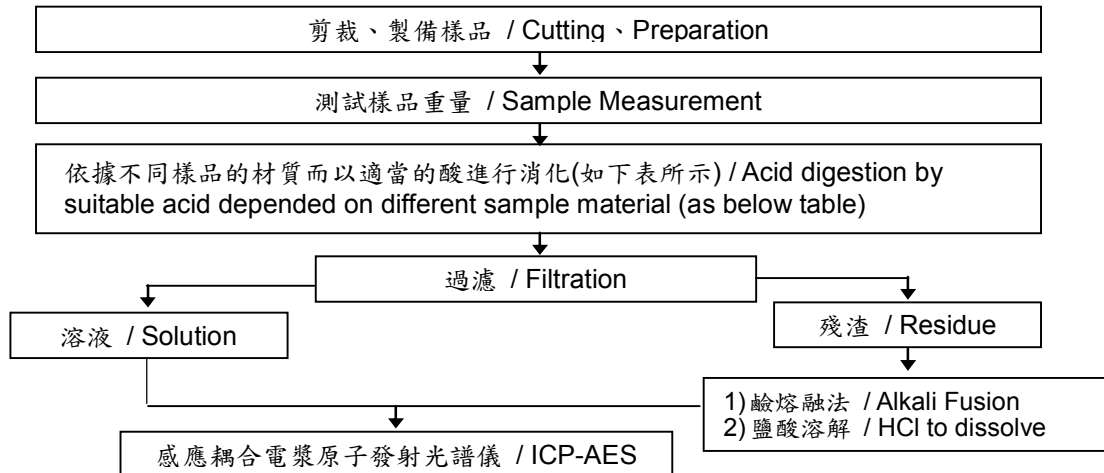 剪裁、製備樣品 / Cutting、Preparation
測試樣品重量 / Sample Measurement
依據不同樣品的材質而以適當的酸進行消化(如下表所示) / Acid digestion by
suitable acid depended on different sample material (as below table)
過濾 / Filtration
溶液 / Solution
殘渣 / Residue
1) 鹼熔融法 / Alkali Fusion
2) 鹽酸溶解 / HCl to dissolve
感應耦合電漿原子發射光譜儀 / ICP-AES